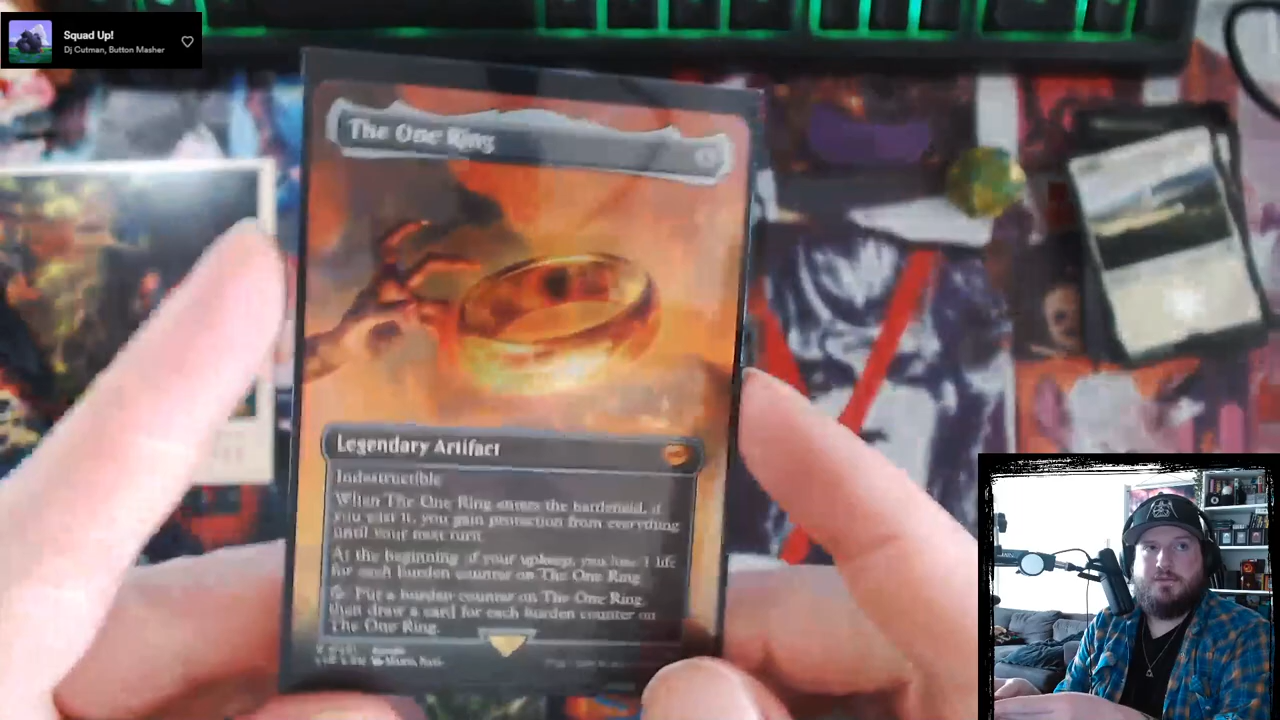 Squad Up!
Dj Cutman, Button Masher
The One Ring
Legendary Artifact
Indestructible
When The One Ring enters the battlefield, if
you cast it, you gain protection from everything
until your next turn.
At the beginning of your upkeep, you lose 1 life
for each burden counter on The One Ring.
Put a burden counter on The One Ring,
then draw a card for each burden counter on
The One Ring.